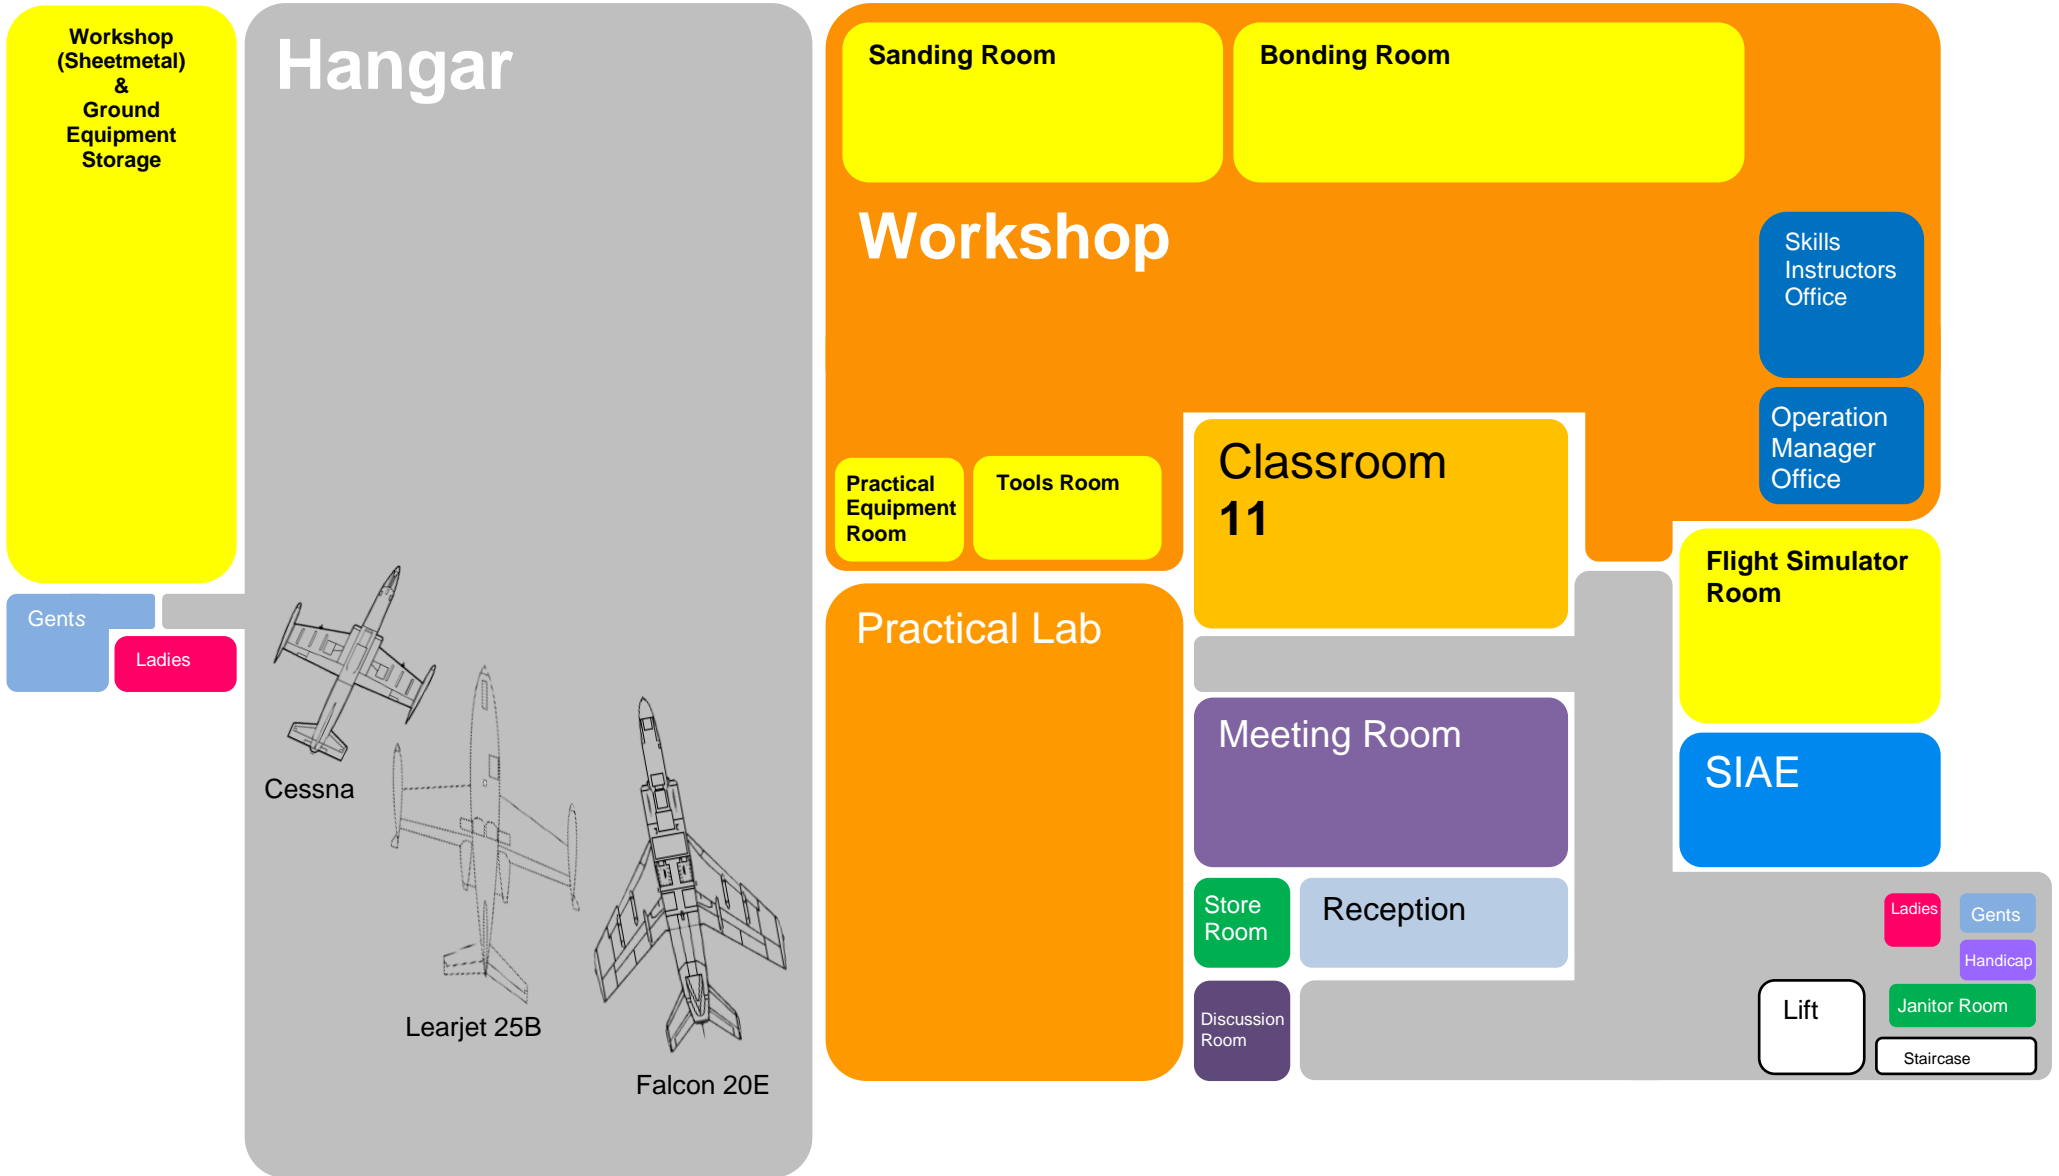 Workshop
(Sheetmetal)
&
Ground
Equipment
Storage
Hangar
Sanding Room
Bonding Room
Workshop
Skills
Instructors
Office
Operation
Manager
Office
Practical
Equipment
Room
Tools Room
Classroom
11
Flight Simulator
Room
Gents
Ladies
Practical Lab
Meeting Room
SIAE
Cessna
Learjet 25B
Falcon 20E
Store
Room
Reception
Discussion
Room
Ladies
Gents
Handicap
Lift
Janitor Room
Staircase